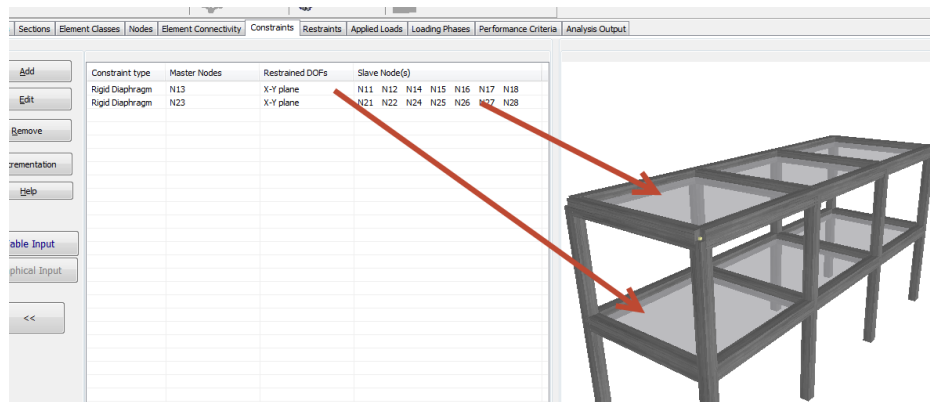 Sections Element Classes Nodes Element Connectivity Constraints Restraints Applied Loads Loading Phases Performance Criteria Analysis Output
Add
Edit
Remove
crementation
Help
able Input
phical Input
<<
Constraint type Master Nodes Restrained DOFs Slave Node(s)
Rigid Diaphragm N13 X-Y plane N11 N12 N14 N15 N16 N17 N18
Rigid Diaphragm N23 X-Y plane N21 N22 N24 N25 N26 N27 N28